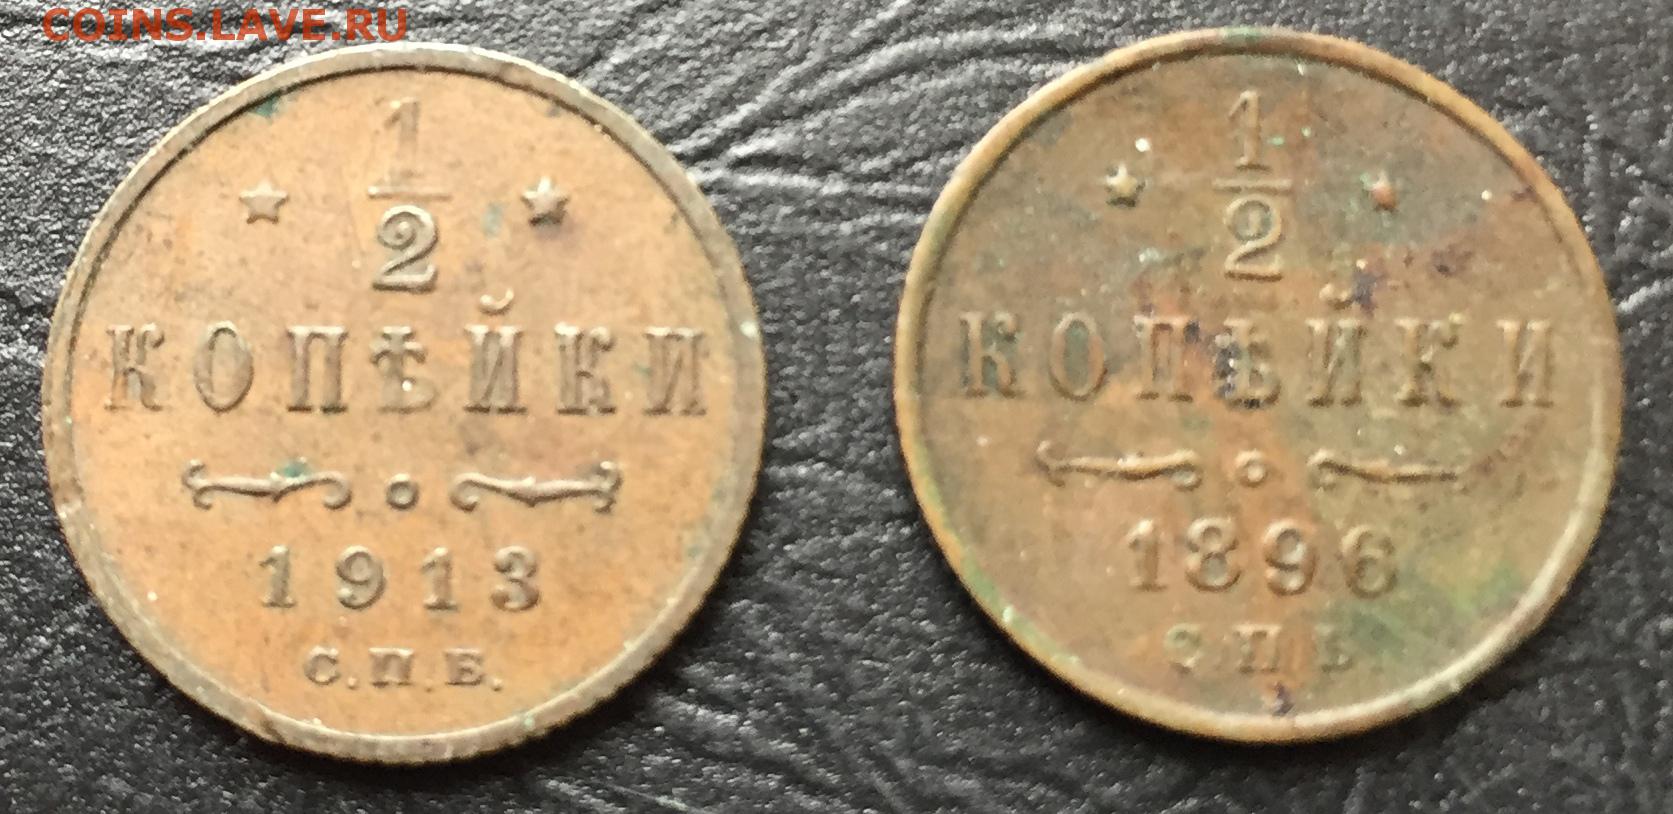 COINS.LAVE.RU
1/2
КОПѢЙКИ
1913
С.П.Б.
1/2
КОПѢЙКИ
1896
С П Б